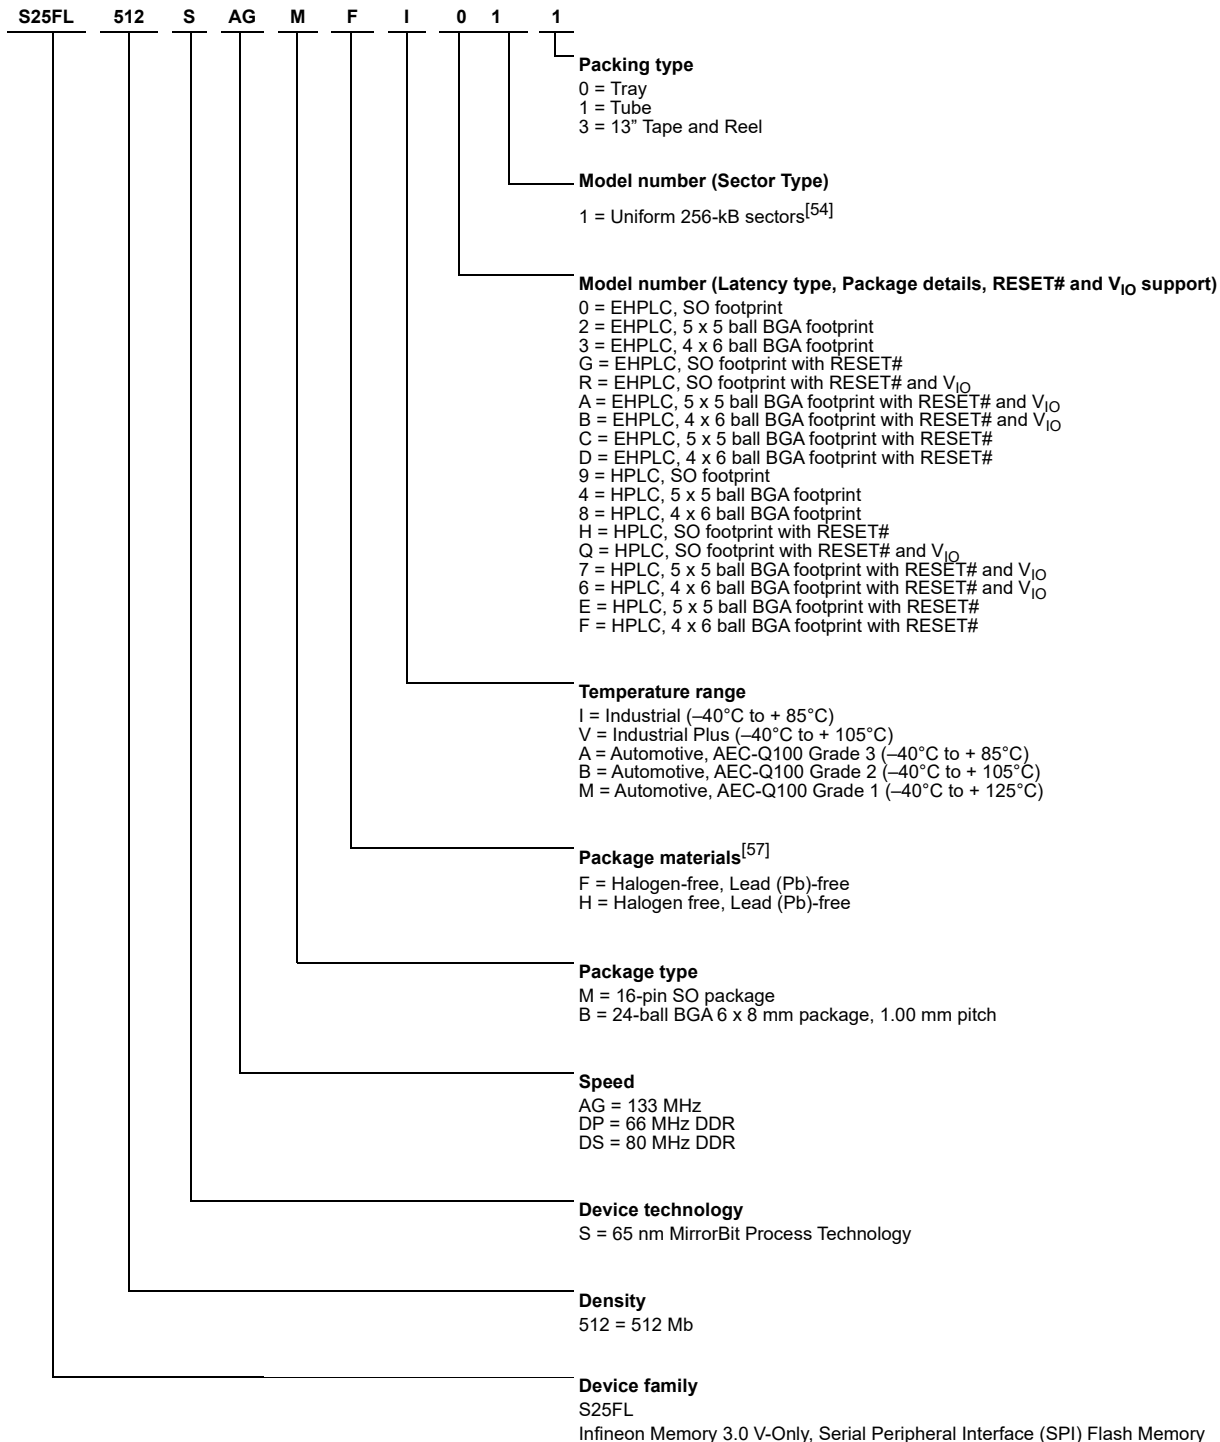 S25FL 512 S AG M F I 0 1 1
Packing type
0 = Tray
1 = Tube
3 = 13” Tape and Reel
Model number (Sector Type)
1 = Uniform 256-kB sectors[54]
Model number (Latency type, Package details, RESET# and VIO support)
0 = EHPLC, SO footprint
2 = EHPLC, 5 x 5 ball BGA footprint
3 = EHPLC, 4 x 6 ball BGA footprint
G = EHPLC, SO footprint with RESET#
R = EHPLC, SO footprint with RESET# and VIO
A = EHPLC, 5 x 5 ball BGA footprint with RESET# and VIO
B = EHPLC, 4 x 6 ball BGA footprint with RESET# and VIO
C = EHPLC, 5 x 5 ball BGA footprint with RESET#
D = EHPLC, 4 x 6 ball BGA footprint with RESET#
9 = HPLC, SO footprint
4 = HPLC, 5 x 5 ball BGA footprint
8 = HPLC, 4 x 6 ball BGA footprint
H = HPLC, SO footprint with RESET#
Q = HPLC, SO footprint with RESET# and VIO
7 = HPLC, 5 x 5 ball BGA footprint with RESET# and VIO
6 = HPLC, 4 x 6 ball BGA footprint with RESET# and VIO
E = HPLC, 5 x 5 ball BGA footprint with RESET#
F = HPLC, 4 x 6 ball BGA footprint with RESET#
Temperature range
I = Industrial (–40°C to + 85°C)
V = Industrial Plus (–40°C to + 105°C)
A = Automotive, AEC-Q100 Grade 3 (–40°C to + 85°C)
B = Automotive, AEC-Q100 Grade 2 (–40°C to + 105°C)
M = Automotive, AEC-Q100 Grade 1 (–40°C to + 125°C)
Package materials[57]
F = Halogen-free, Lead (Pb)-free
H = Halogen free, Lead (Pb)-free
Package type
M = 16-pin SO package
B = 24-ball BGA 6 x 8 mm package, 1.00 mm pitch
Speed
AG = 133 MHz
DP = 66 MHz DDR
DS = 80 MHz DDR
Device technology
S = 65 nm MirrorBit Process Technology
Density
512 = 512 Mb
Device family
S25FL
Infineon Memory 3.0 V-Only, Serial Peripheral Interface (SPI) Flash Memory